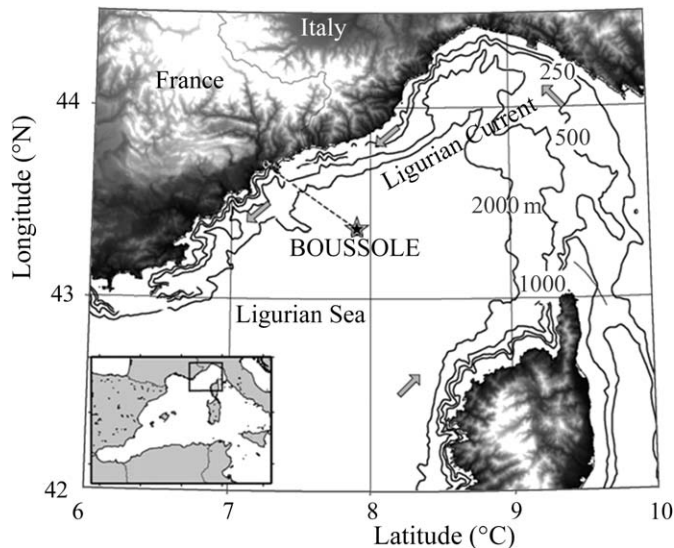 Italy
France
250
44
500
Ligurian Current
2000 m
BOUSSOLE
1000
43
Ligurian Sea
42
6
7
8
9
10
Longitude (°N)
Latitude (°C)